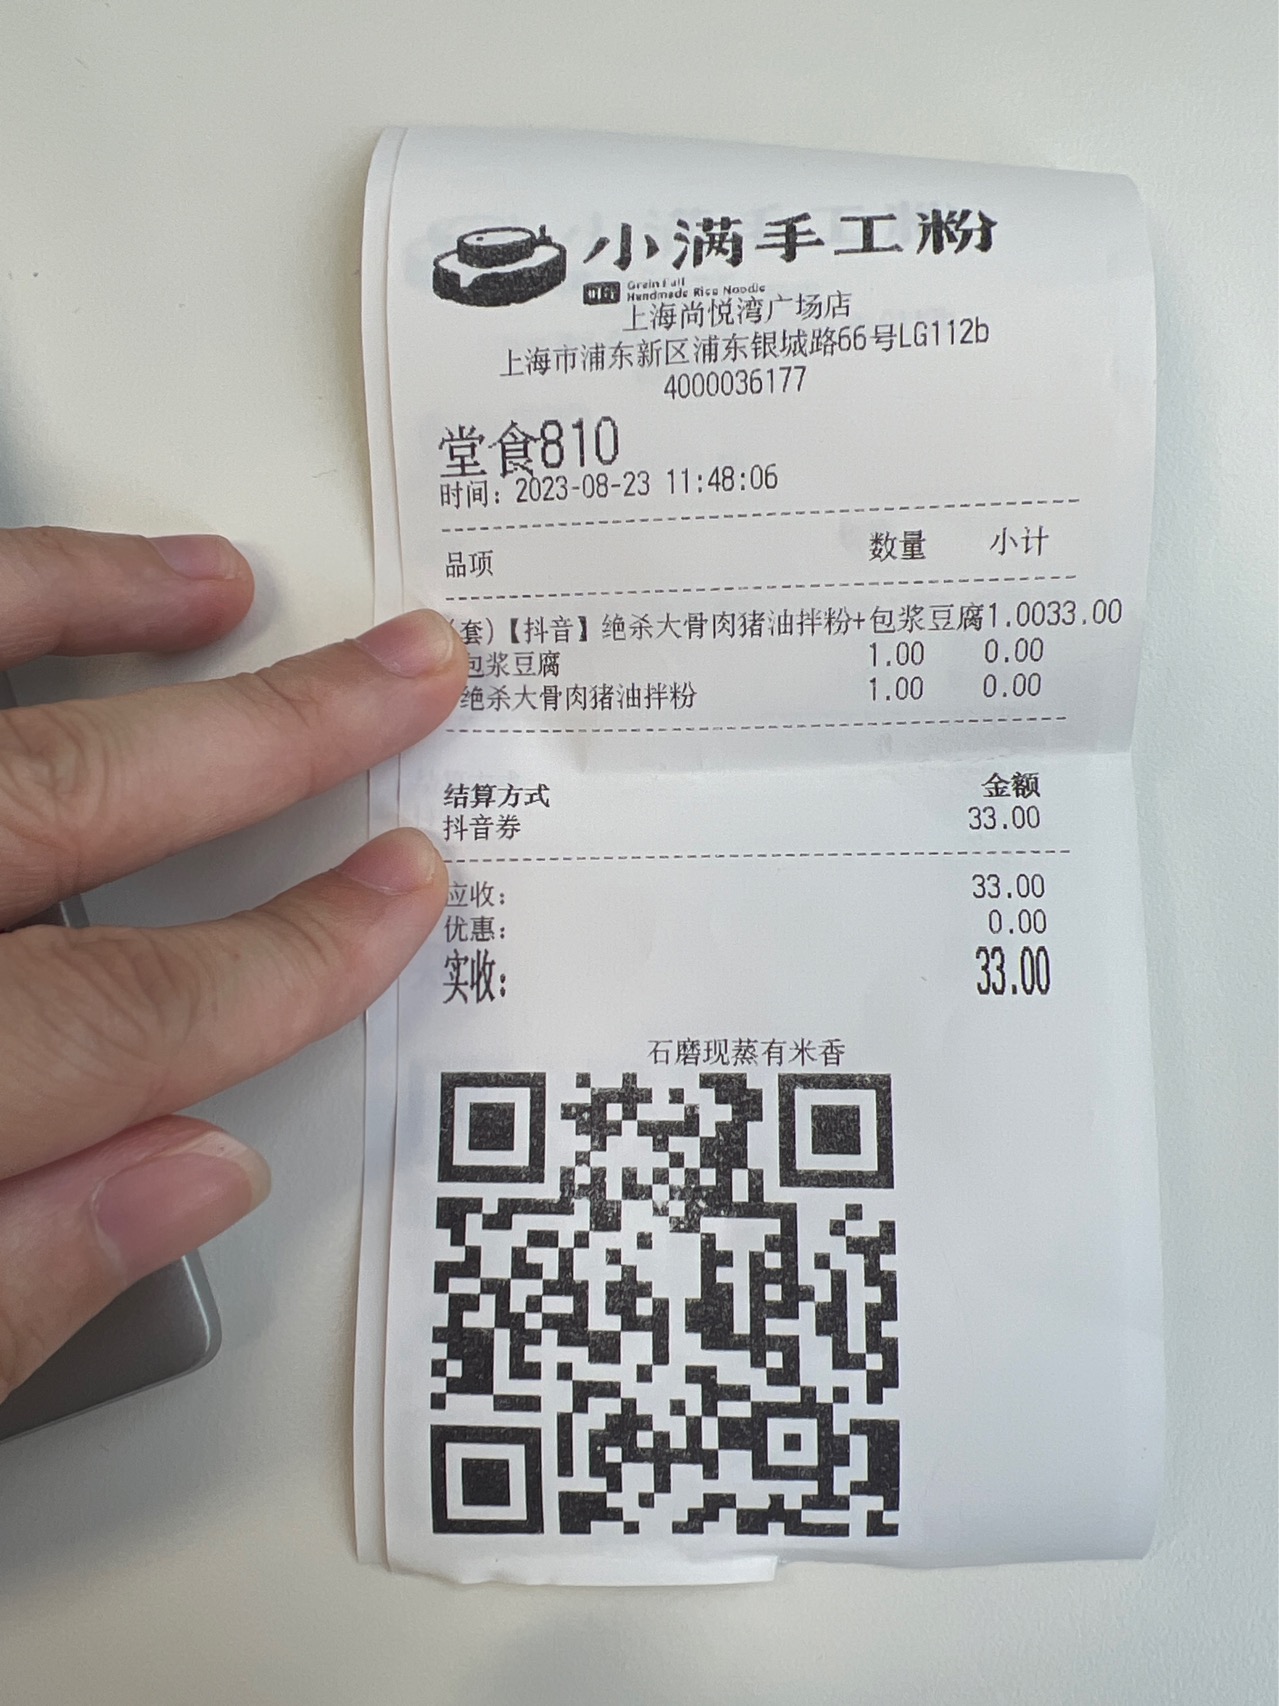 小满手工粉
Grain Full
Handmade Rice Noodle
上海尚悦湾广场店
上海市浦东新区浦东银城路66号LG112b
4000036177
堂食810
时间：2023-08-23 11:48:06
品项 数量 小计
套)【抖音】绝杀大骨肉猪油拌粉+包浆豆腐1.0033.00
包浆豆腐 1.00 0.00
绝杀大骨肉猪油拌粉 1.00 0.00
结算方式 金额
抖音券 33.00
应收： 33.00
优惠： 0.00
实收： 33.00
石磨现蒸有米香